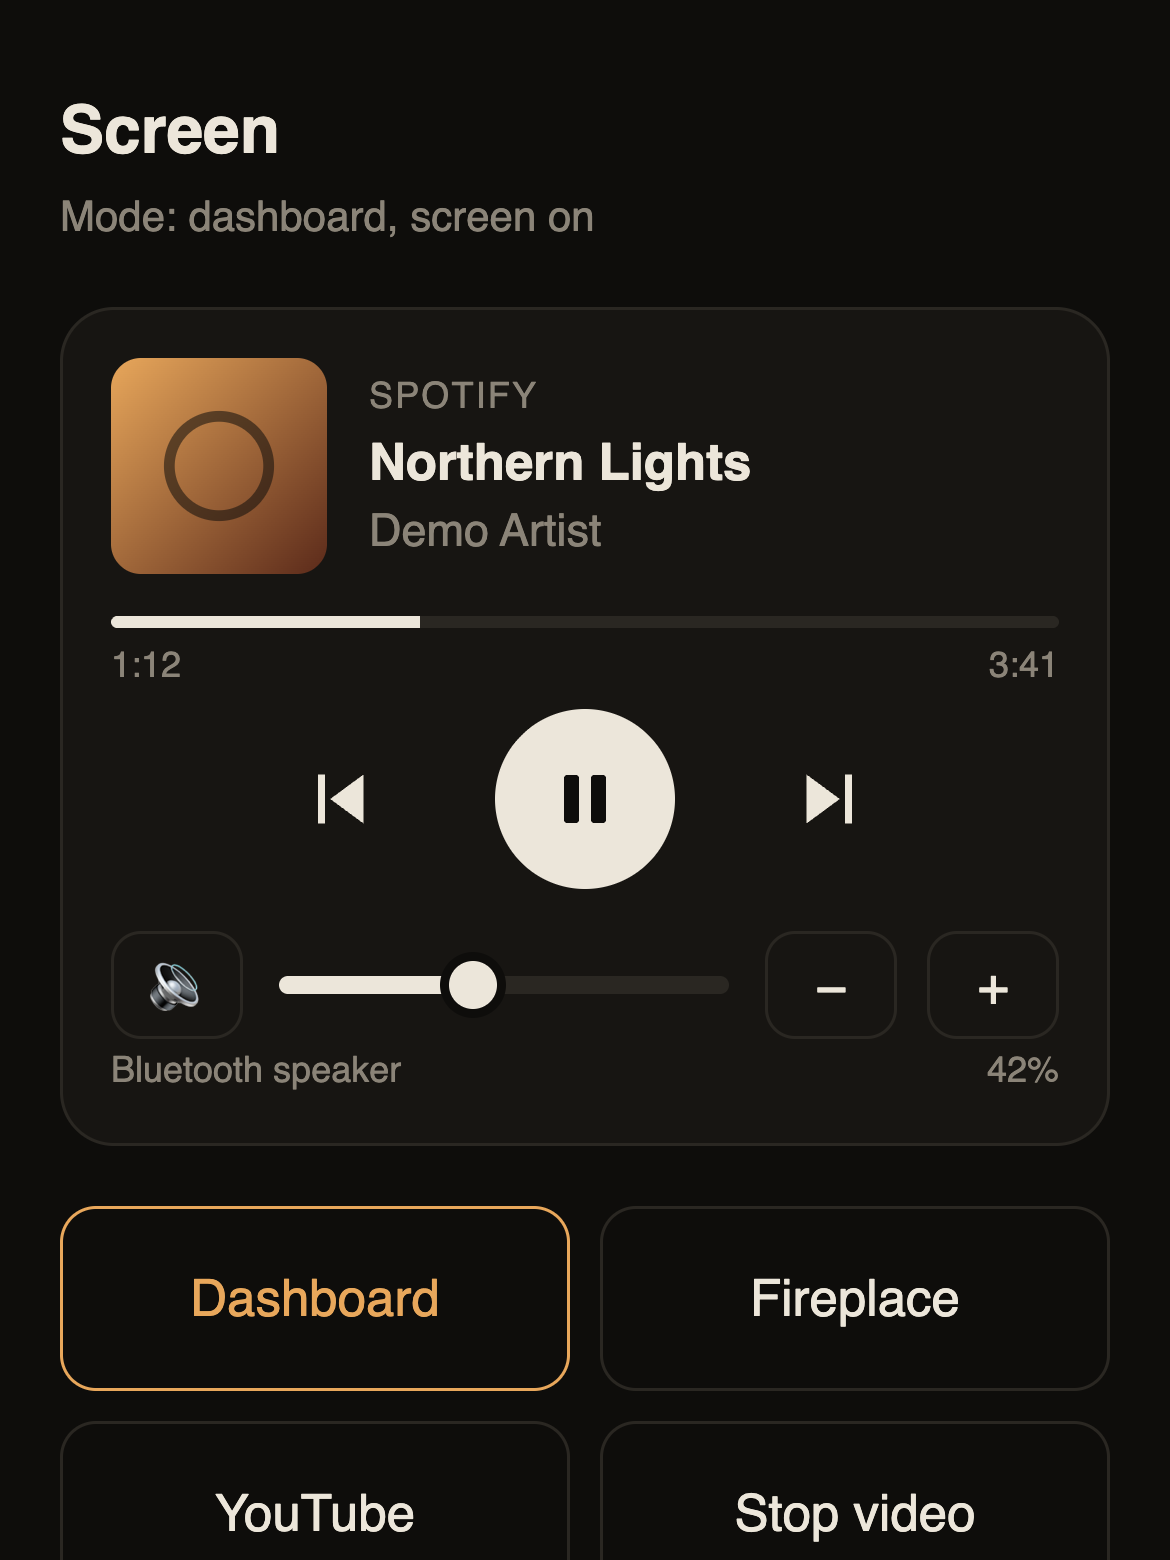 Screen
Mode: dashboard, screen on
SPOTIFY
Northern Lights
Demo Artist
1:12 3:41
− +
Bluetooth speaker 42%
Dashboard Fireplace
YouTube Stop video